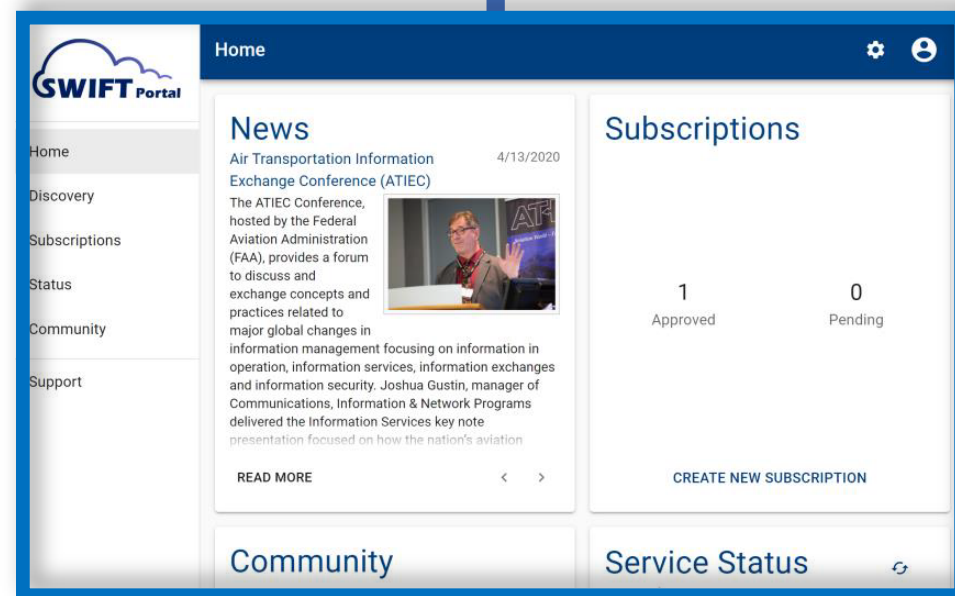 SWIFT Portal
Home
Discovery
Subscriptions
Status
Community
Support
Home
News
Air Transportation Information
Exchange Conference (ATIEC)
4/13/2020
The ATIEC Conference,
hosted by the Federal
Aviation Administration
(FAA), provides a forum
to discuss and
exchange concepts and
practices related to
major global changes in
information management focusing on information in
operation, information services, information exchanges
and information security. Joshua Gustin, manager of
Communications, Information & Network Programs
delivered the Information Services key note
presentation focused on how the nation's aviation
READ MORE
Subscriptions
1
Approved
0
Pending
CREATE NEW SUBSCRIPTION
Community
Service Status